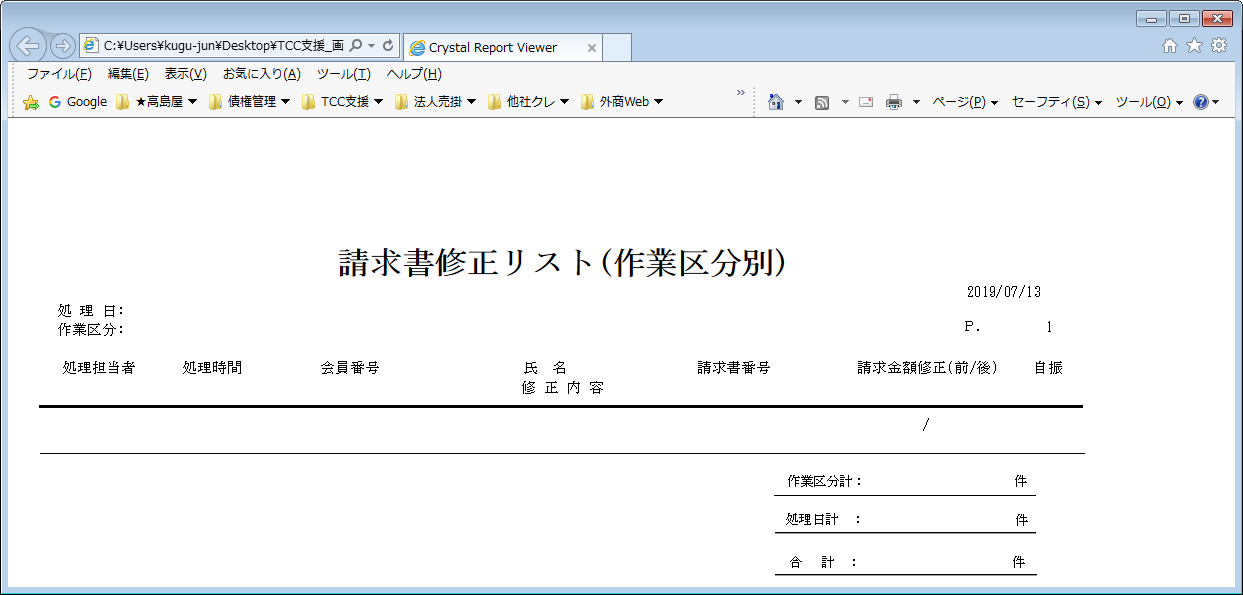 C:¥Users¥kugu-jun¥Desktop¥TCC支援_画
Crystal Report Viewer
ファイル(F) 編集(E) 表示(V) お気に入り(A) ツール(T) ヘルプ(H)
Google ★高島屋 債権管理 TCC支援 法人売掛 他社クレ 外商Web » ページ(P) セーフティ(S) ツール(O)
請求書修正リスト(作業区分別)
2019/07/13
処 理 日:
作業区分:
P. 1
処理担当者 処理時間 会員番号 氏 名 請求書番号 請求金額修正(前/後) 自振
修 正 内 容
/
作業区分計: 件
処理日計 : 件
合 計 : 件